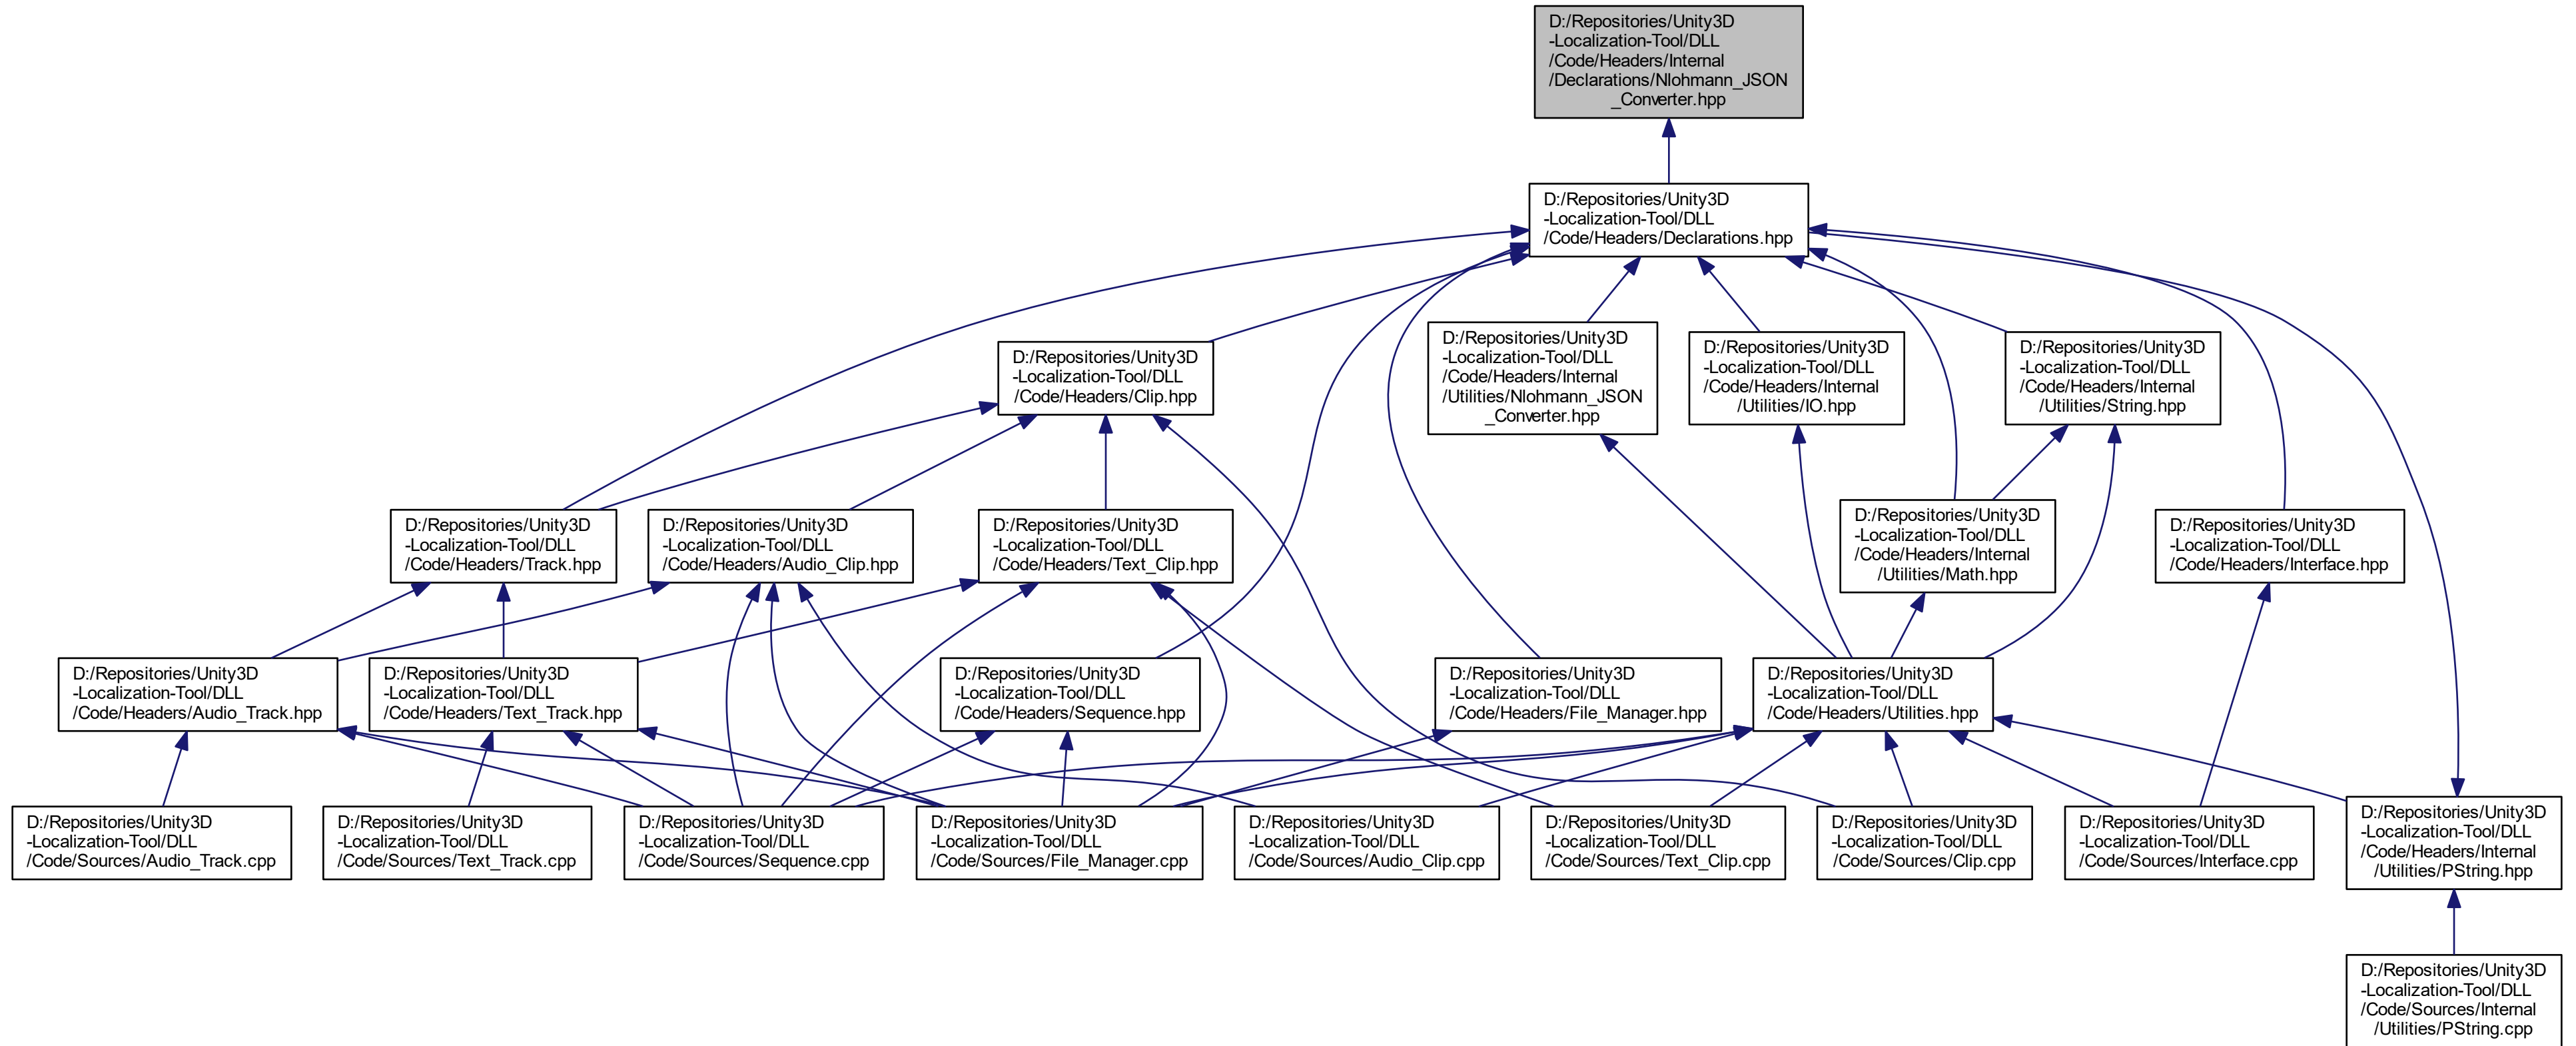 D:/Repositories/Unity3D
-Localization-Tool/DLL
/Code/Headers/Internal
/Declarations/Nlohmann_JSON
_Converter.hpp
D:/Repositories/Unity3D
-Localization-Tool/DLL
/Code/Headers/Declarations.hpp
D:/Repositories/Unity3D
-Localization-Tool/DLL
/Code/Headers/Clip.hpp
D:/Repositories/Unity3D
-Localization-Tool/DLL
/Code/Headers/Internal
/Utilities/Nlohmann_JSON
_Converter.hpp
D:/Repositories/Unity3D
-Localization-Tool/DLL
/Code/Headers/Internal
/Utilities/IO.hpp
D:/Repositories/Unity3D
-Localization-Tool/DLL
/Code/Headers/Internal
/Utilities/String.hpp
D:/Repositories/Unity3D
-Localization-Tool/DLL
/Code/Headers/Track.hpp
D:/Repositories/Unity3D
-Localization-Tool/DLL
/Code/Headers/Audio_Clip.hpp
D:/Repositories/Unity3D
-Localization-Tool/DLL
/Code/Headers/Text_Clip.hpp
D:/Repositories/Unity3D
-Localization-Tool/DLL
/Code/Headers/Internal
/Utilities/Math.hpp
D:/Repositories/Unity3D
-Localization-Tool/DLL
/Code/Headers/Interface.hpp
D:/Repositories/Unity3D
-Localization-Tool/DLL
/Code/Headers/Audio_Track.hpp
D:/Repositories/Unity3D
-Localization-Tool/DLL
/Code/Headers/Text_Track.hpp
D:/Repositories/Unity3D
-Localization-Tool/DLL
/Code/Headers/Sequence.hpp
D:/Repositories/Unity3D
-Localization-Tool/DLL
/Code/Headers/File_Manager.hpp
D:/Repositories/Unity3D
-Localization-Tool/DLL
/Code/Headers/Utilities.hpp
D:/Repositories/Unity3D
-Localization-Tool/DLL
/Code/Sources/Audio_Track.cpp
D:/Repositories/Unity3D
-Localization-Tool/DLL
/Code/Sources/Text_Track.cpp
D:/Repositories/Unity3D
-Localization-Tool/DLL
/Code/Sources/Sequence.cpp
D:/Repositories/Unity3D
-Localization-Tool/DLL
/Code/Sources/File_Manager.cpp
D:/Repositories/Unity3D
-Localization-Tool/DLL
/Code/Sources/Audio_Clip.cpp
D:/Repositories/Unity3D
-Localization-Tool/DLL
/Code/Sources/Text_Clip.cpp
D:/Repositories/Unity3D
-Localization-Tool/DLL
/Code/Sources/Clip.cpp
D:/Repositories/Unity3D
-Localization-Tool/DLL
/Code/Sources/Interface.cpp
D:/Repositories/Unity3D
-Localization-Tool/DLL
/Code/Headers/Internal
/Utilities/PString.hpp
D:/Repositories/Unity3D
-Localization-Tool/DLL
/Code/Sources/Internal
/Utilities/PString.cpp